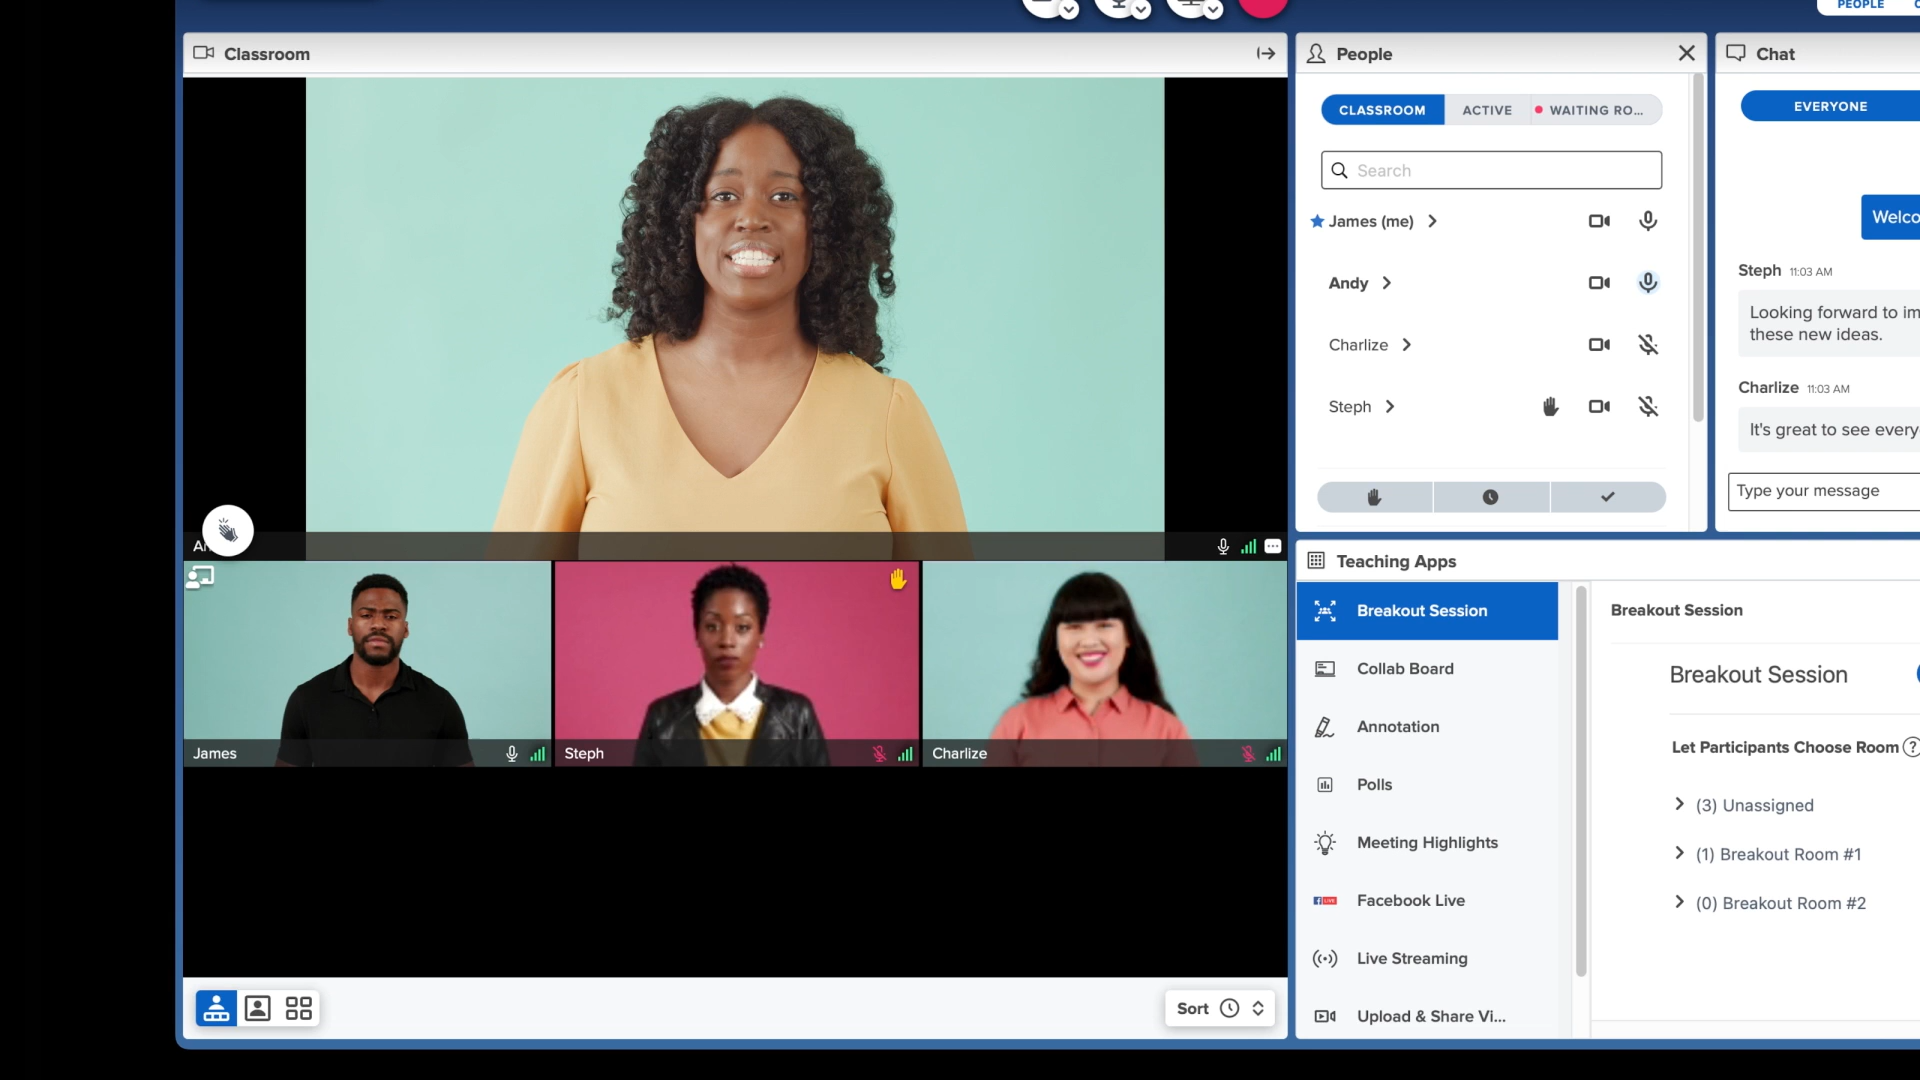 PEOPLE
Classroom
People
Chat
CLASSROOM
ACTIVE
WAITING RO...
EVERYONE
Search
James (me)
Andy
Charlize
Steph
Welco
Steph 11:03 AM
Looking forward to im
these new ideas.
Charlize 11:03 AM
It's great to see every
Type your message
James
Steph
Charlize
Sort
Teaching Apps
Breakout Session
Collab Board
Annotation
Polls
Meeting Highlights
Facebook Live
LIVE
Live Streaming
Upload & Share Vi...
Breakout Session
Breakout Session
Let Participants Choose Room ?
(3) Unassigned
(1) Breakout Room #1
(0) Breakout Room #2